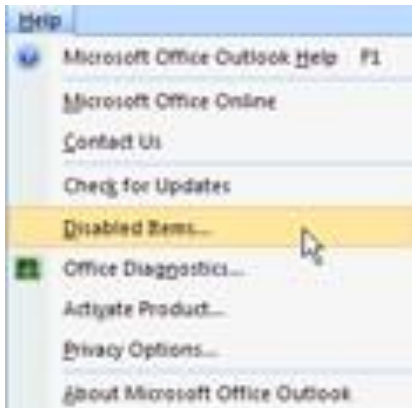 Help
Microsoft Office Outlook Help F1
Microsoft Office Online
Contact Us
Check for Updates
Disabled Items...
Office Diagnostics...
Activate Product...
Privacy Options...
About Microsoft Office Outlook